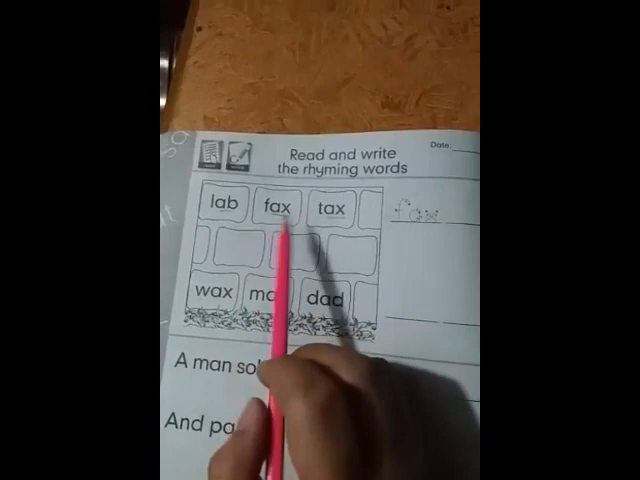 Date:
Read and write
the rhyming words
lab fax tax
fax
wax dad
A man
And